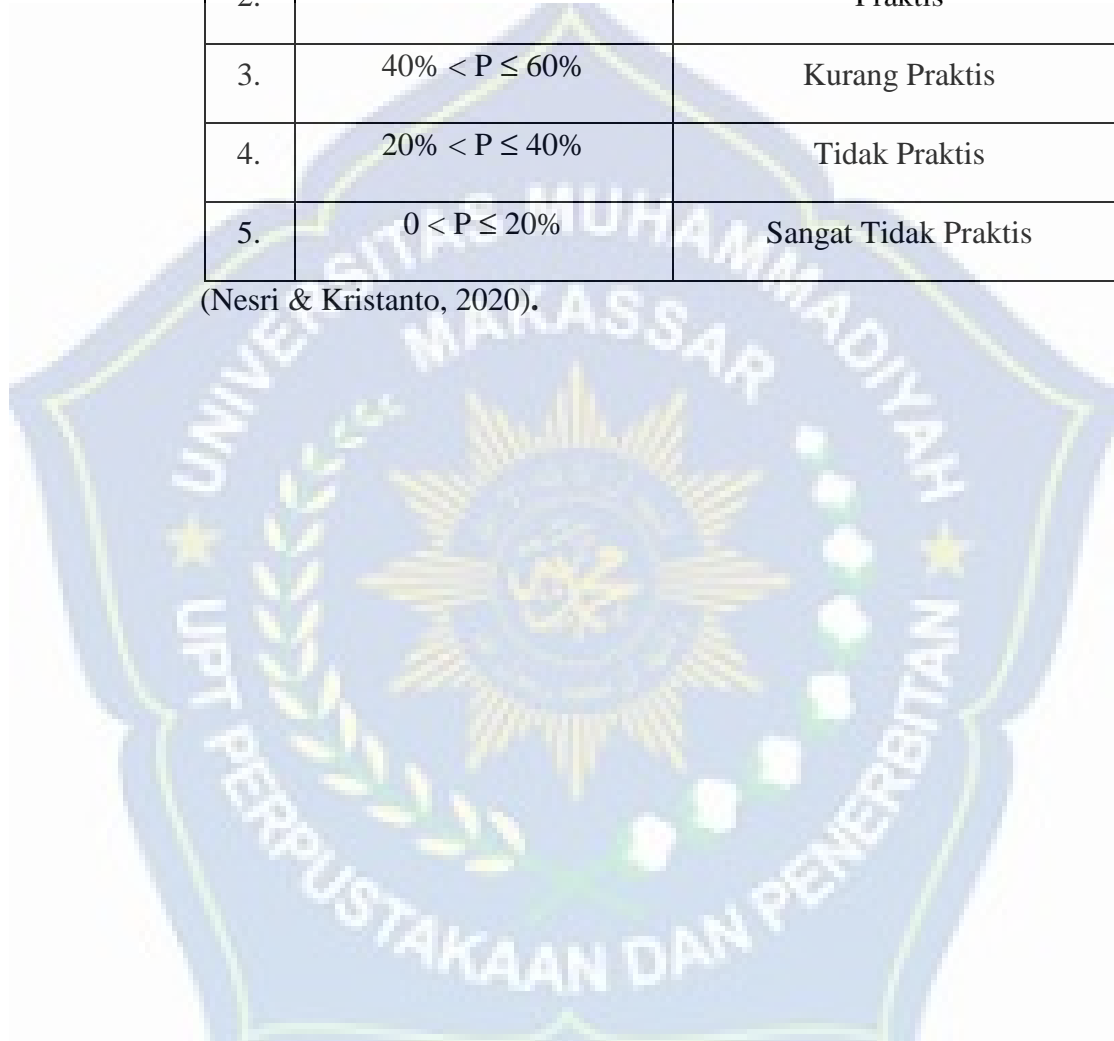 2. Praktis
3. 40% < P ≤ 60% Kurang Praktis
4. 20% < P ≤ 40% Tidak Praktis
5. 0 < P ≤ 20% Sangat Tidak Praktis
(Nesri & Kristanto, 2020).
UNIVERSITAS MUHAMMADIYAH
MAKASSAR
UPT PERPUSTAKAAN DAN PENERBITAN